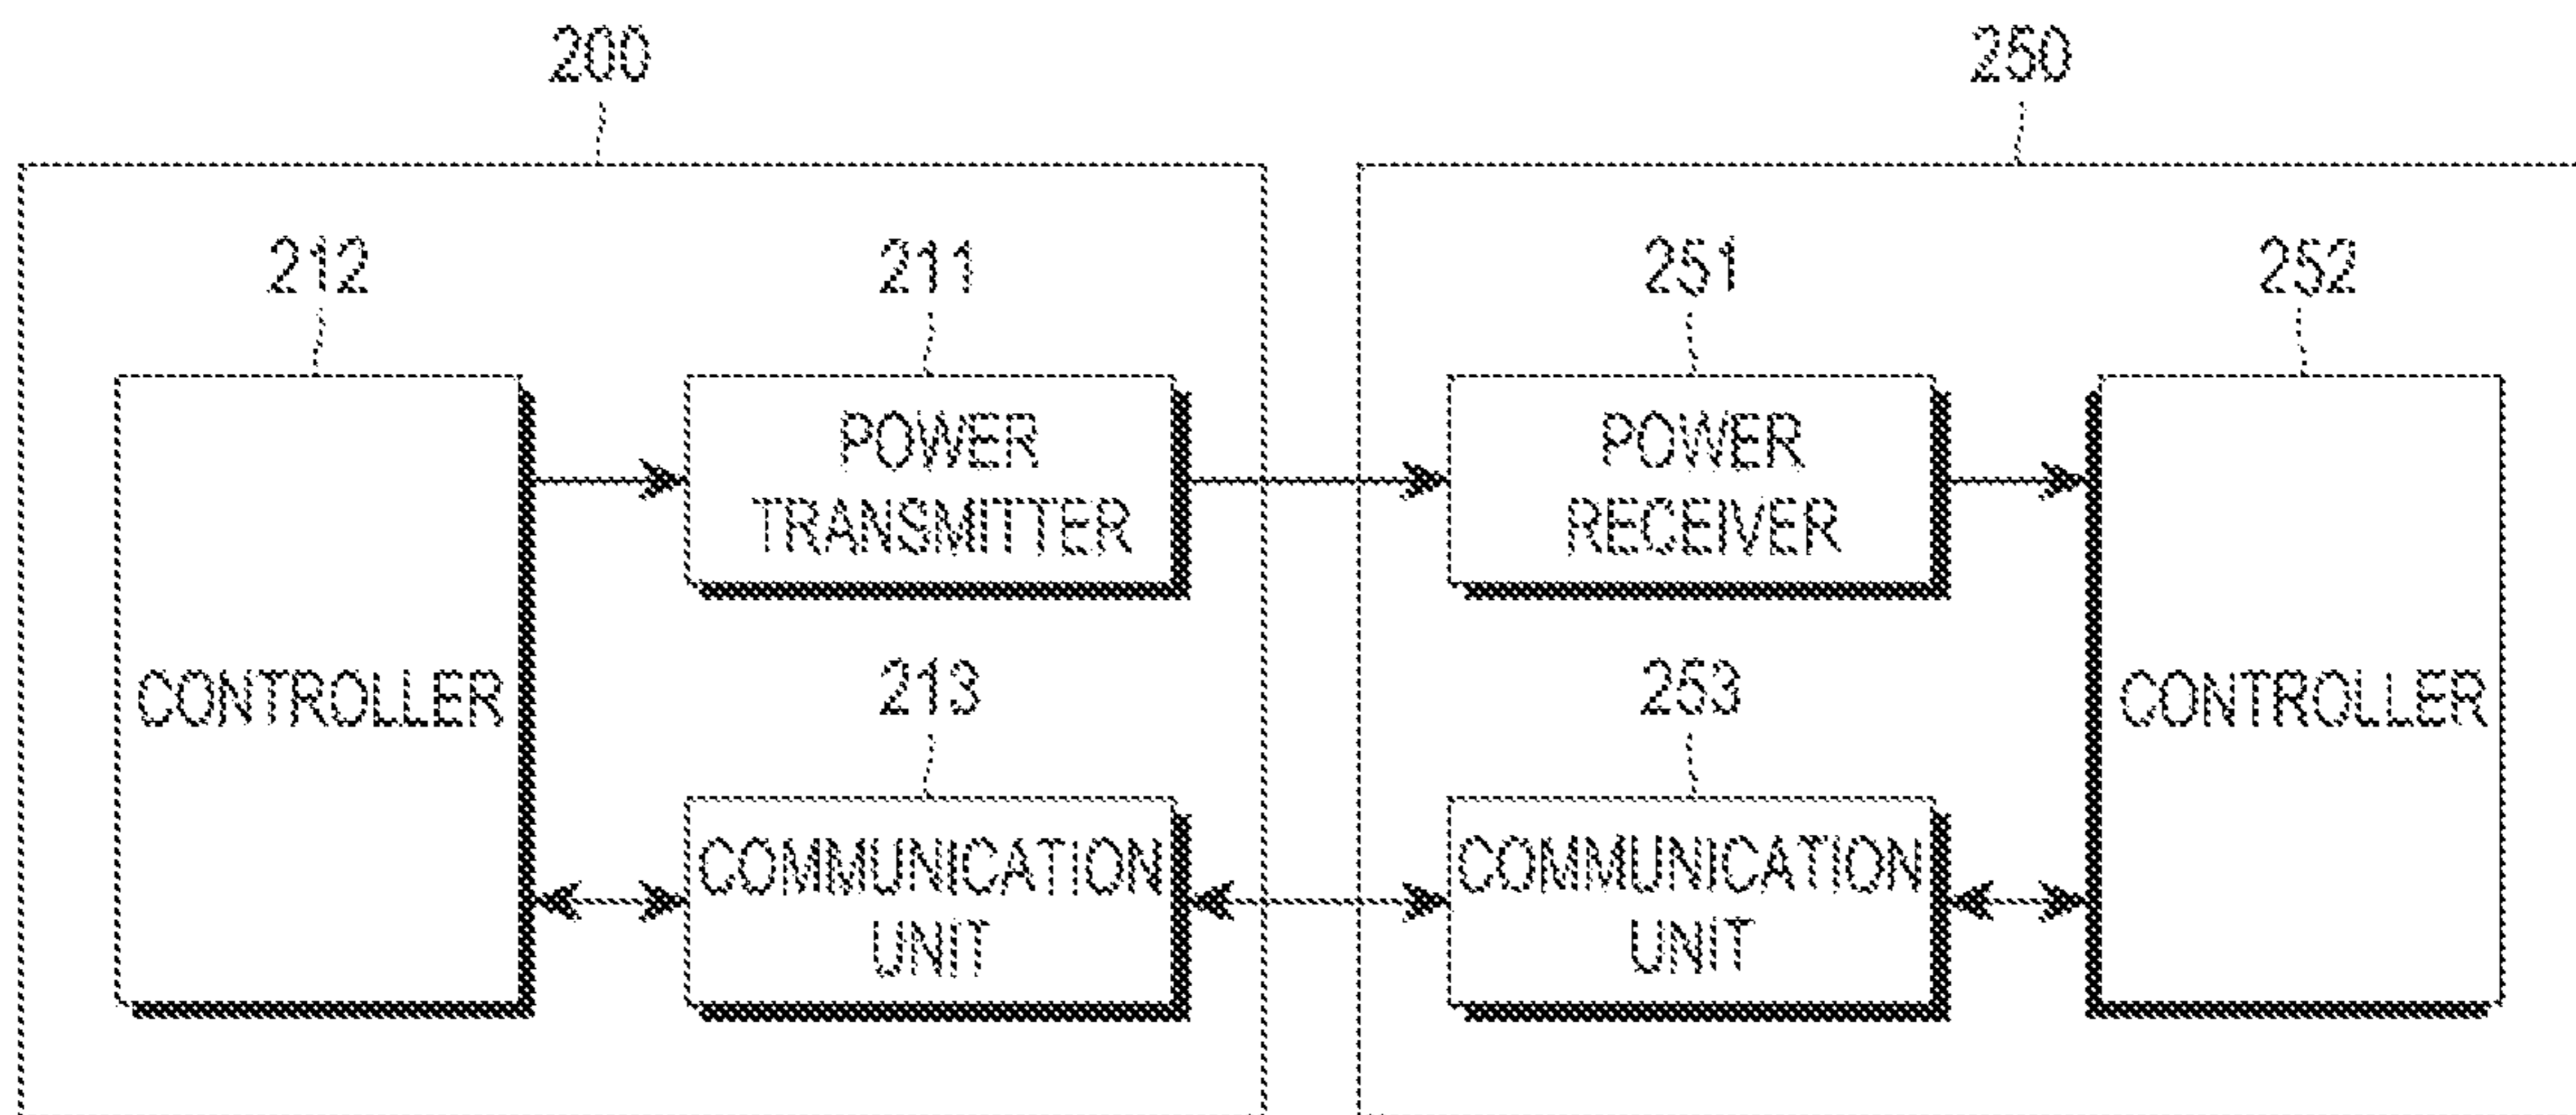 200
250
212
211
251
252
POWER
TRANSMITTER
POWER
RECEIVER
CONTROLLER
213
253
CONTROLLER
COMMUNICATION
UNIT
COMMUNICATION
UNIT